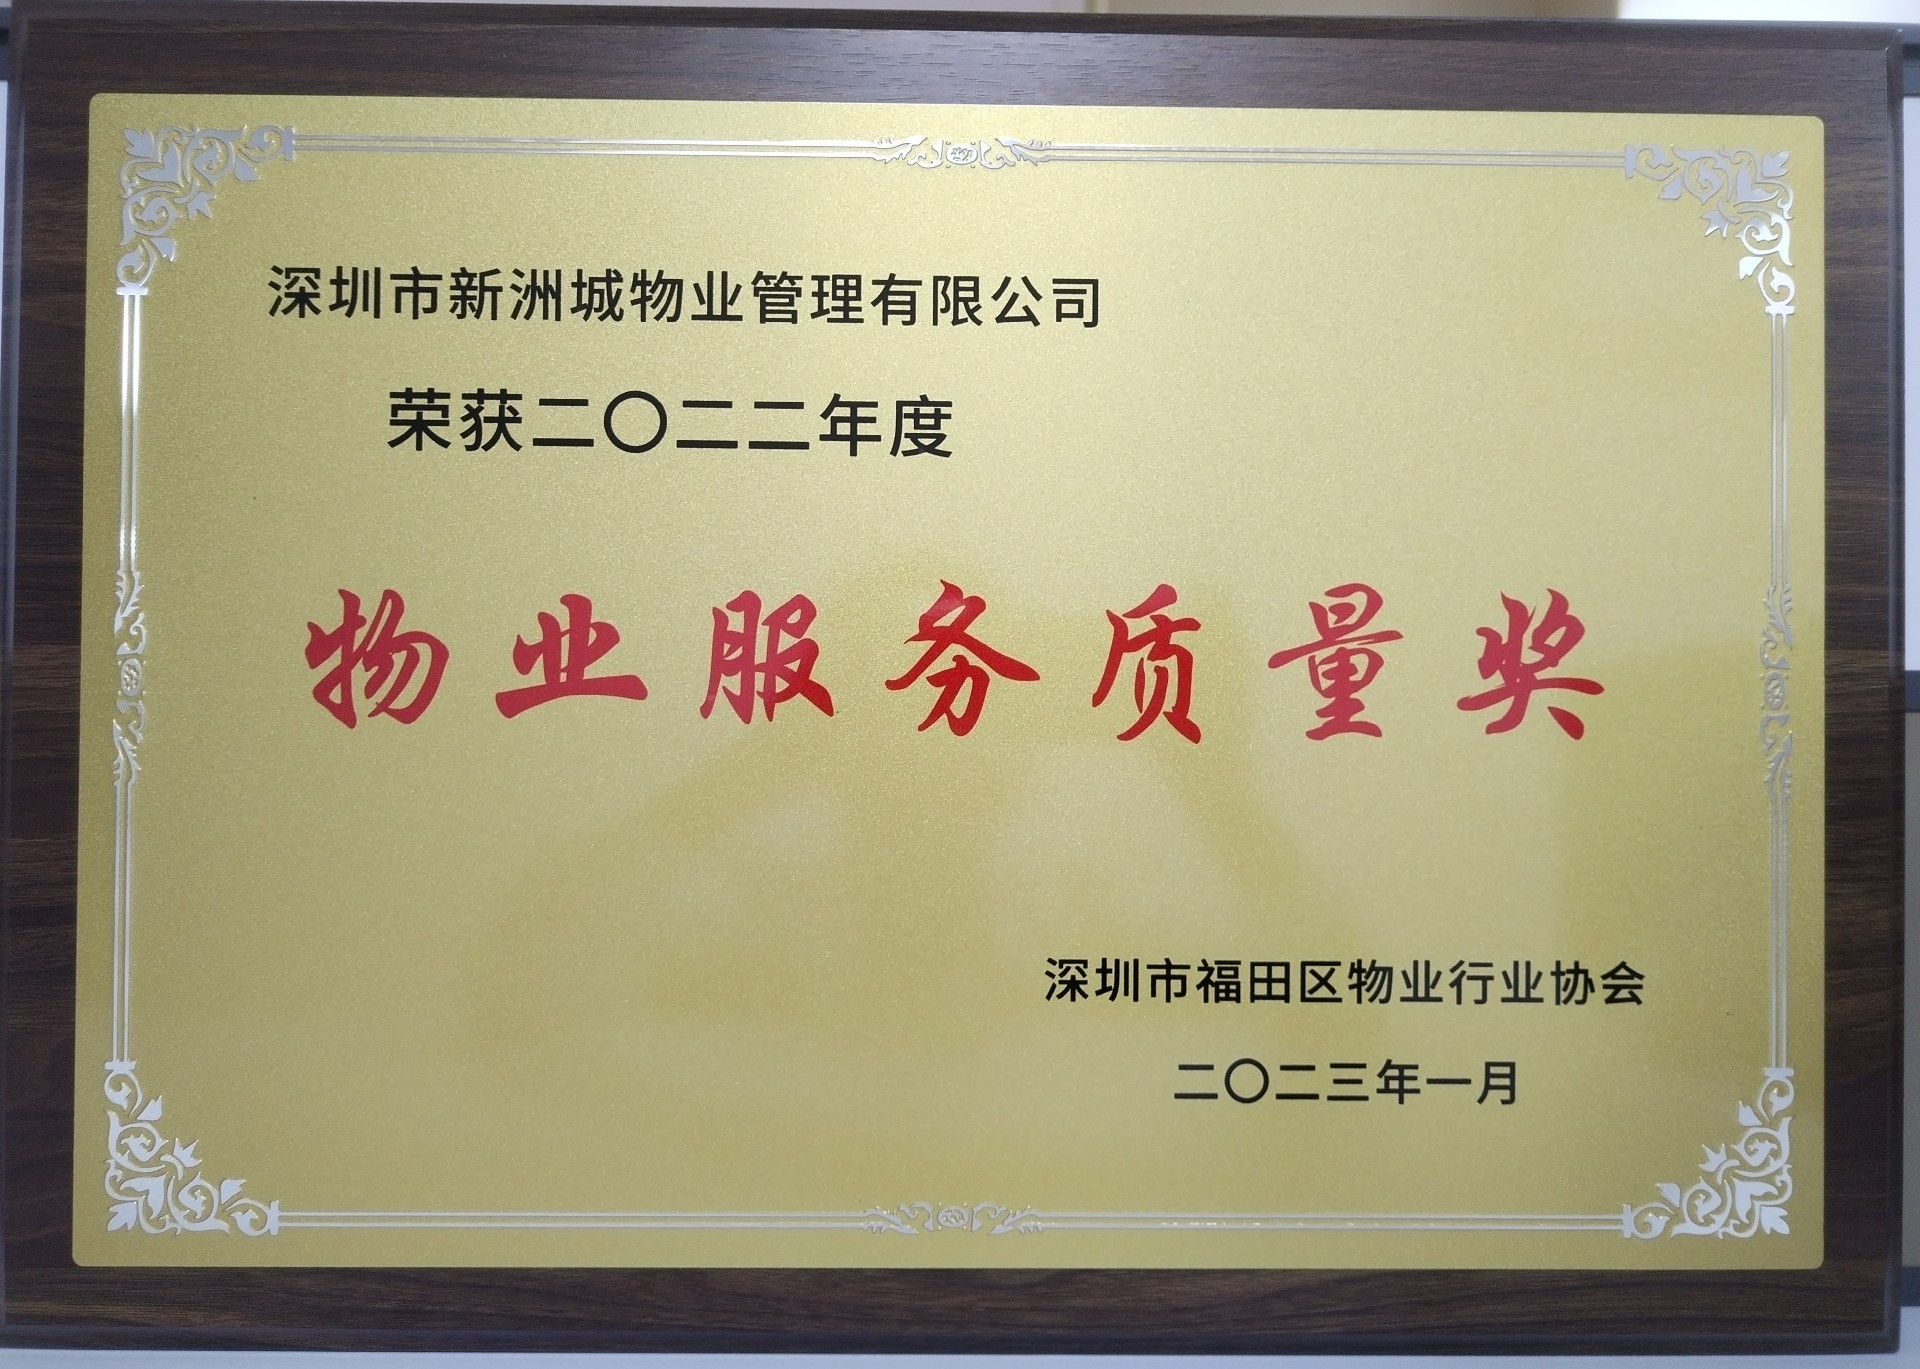 深圳市新洲城物业管理有限公司
荣获二〇二二年度
物业服务质量奖
深圳市福田区物业行业协会
二〇二三年一月